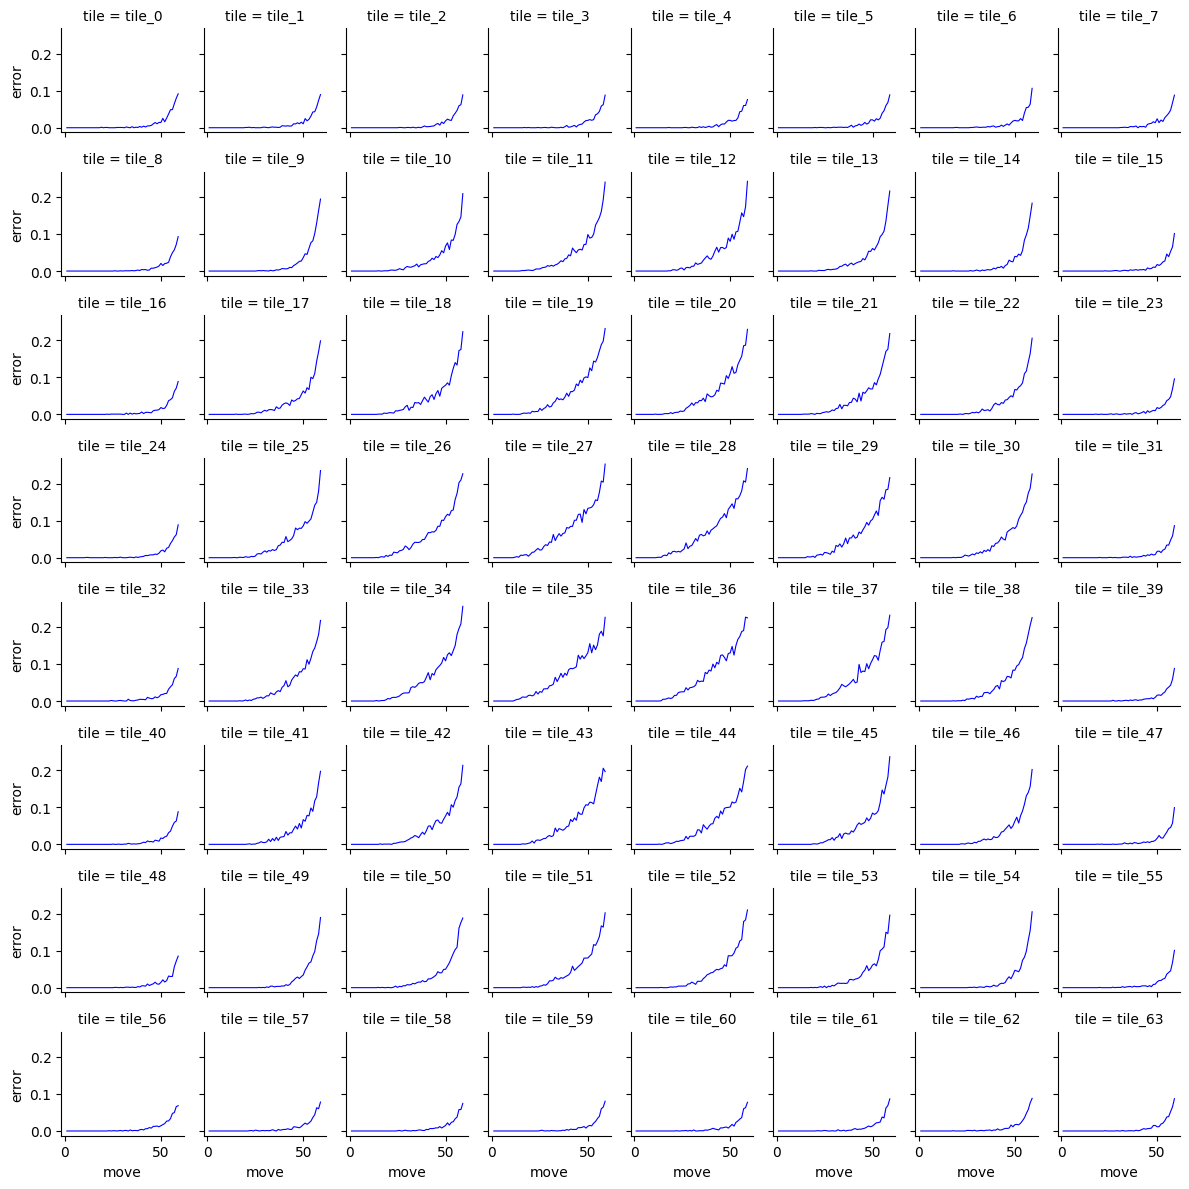 tile = tile_0 tile = tile_1 tile = tile_2 tile = tile_3 tile = tile_4 tile = tile_5 tile = tile_6 tile = tile_7
error
0.2
0.1
0.0
tile = tile_8 tile = tile_9 tile = tile_10 tile = tile_11 tile = tile_12 tile = tile_13 tile = tile_14 tile = tile_15
error
0.2
0.1
0.0
tile = tile_16 tile = tile_17 tile = tile_18 tile = tile_19 tile = tile_20 tile = tile_21 tile = tile_22 tile = tile_23
error
0.2
0.1
0.0
tile = tile_24 tile = tile_25 tile = tile_26 tile = tile_27 tile = tile_28 tile = tile_29 tile = tile_30 tile = tile_31
error
0.2
0.1
0.0
tile = tile_32 tile = tile_33 tile = tile_34 tile = tile_35 tile = tile_36 tile = tile_37 tile = tile_38 tile = tile_39
error
0.2
0.1
0.0
tile = tile_40 tile = tile_41 tile = tile_42 tile = tile_43 tile = tile_44 tile = tile_45 tile = tile_46 tile = tile_47
error
0.2
0.1
0.0
tile = tile_48 tile = tile_49 tile = tile_50 tile = tile_51 tile = tile_52 tile = tile_53 tile = tile_54 tile = tile_55
error
0.2
0.1
0.0
tile = tile_56 tile = tile_57 tile = tile_58 tile = tile_59 tile = tile_60 tile = tile_61 tile = tile_62 tile = tile_63
error
0.2
0.1
0.0
0 50 0 50 0 50 0 50 0 50 0 50 0 50 0 50
move move move move move move move move